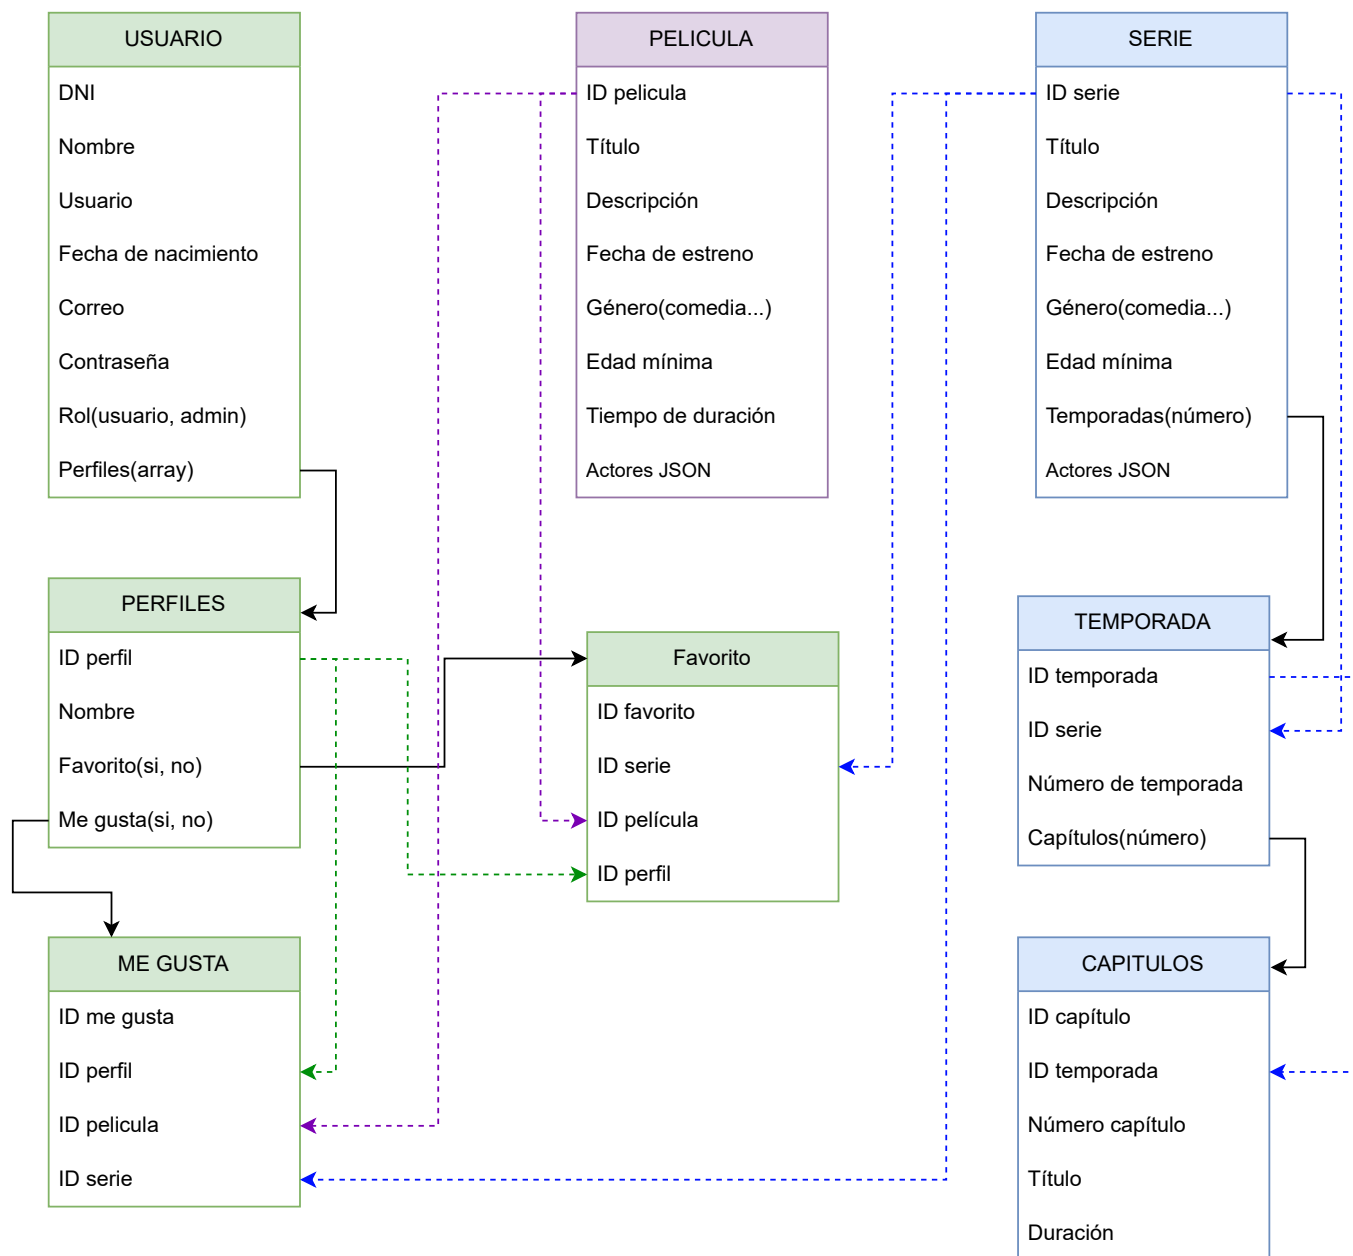 USUARIO
DNI
Nombre
Usuario
Fecha de nacimiento
Correo
Contraseña
Rol(usuario, admin)
Perfiles(array)
PELICULA
ID pelicula
Título
Descripción
Fecha de estreno
Género(comedia...)
Edad mínima
Tiempo de duración
Actores JSON
SERIE
ID serie
Título
Descripción
Fecha de estreno
Género(comedia...)
Edad mínima
Temporadas(número)
Actores JSON
PERFILES
ID perfil
Nombre
Favorito(si, no)
Me gusta(si, no)
Favorito
ID favorito
ID serie
ID película
ID perfil
TEMPORADA
ID temporada
ID serie
Número de temporada
Capítulos(número)
ME GUSTA
ID me gusta
ID perfil
ID pelicula
ID serie
CAPITULOS
ID capítulo
ID temporada
Número capítulo
Título
Duración